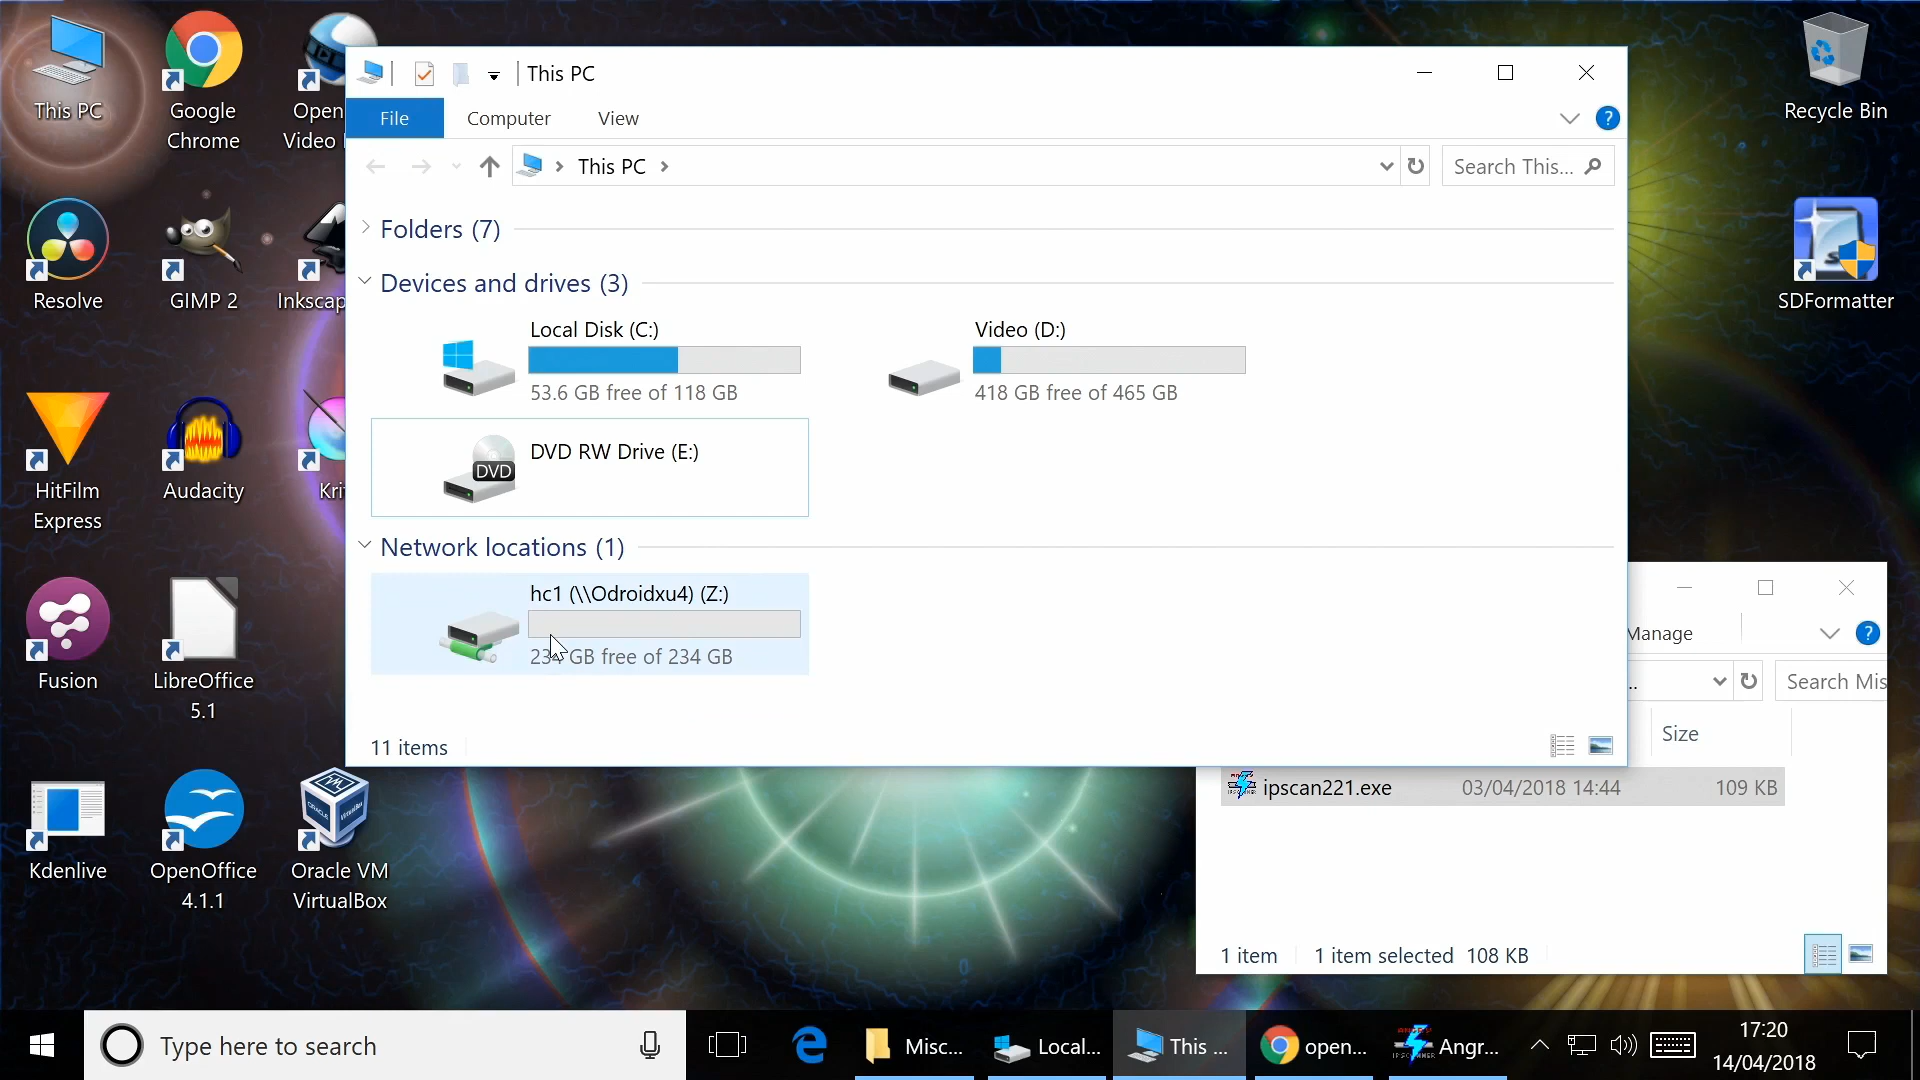 This PC
Google
Chrome
Open
Video
Recycle Bin
Resolve
GIMP 2
Inkscap
SDFormatter
HitFilm
Express
Audacity
Kri
Fusion
LibreOffice
5.1
Kdenlive
OpenOffice
4.1.1
Oracle VM
VirtualBox
This PC
File
Computer
View
This PC
Search This...
Folders (7)
Devices and drives (3)
Local Disk (C:)
53.6 GB free of 118 GB
Video (D:)
418 GB free of 465 GB
DVD
DVD RW Drive (E:)
Network locations (1)
hc1 (\\Odroidxu4) (Z:)
234 GB free of 234 GB
11 items
Manage
Search Mis
Size
ipscan221.exe
03/04/2018 14:44
109 KB
1 item
1 item selected
108 KB
Type here to search
Misc...
Local...
This ...
open...
Angr...
17:20
14/04/2018